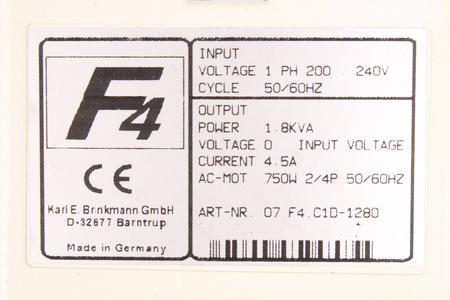 F4
CE
Karl E. Brinkmann GmbH
D-32677 Barntrup
Made in Germany
INPUT
VOLTAGE 1 PH 200 . 240V
CYCLE 50/60HZ
OUTPUT
POWER 1.8KVA
VOLTAGE 0 . INPUT VOLTAGE
CURRENT 4.5A
AC-MOT. 750W 2/4P 50/60HZ
ART-NR. 07.F4.C1D-1280